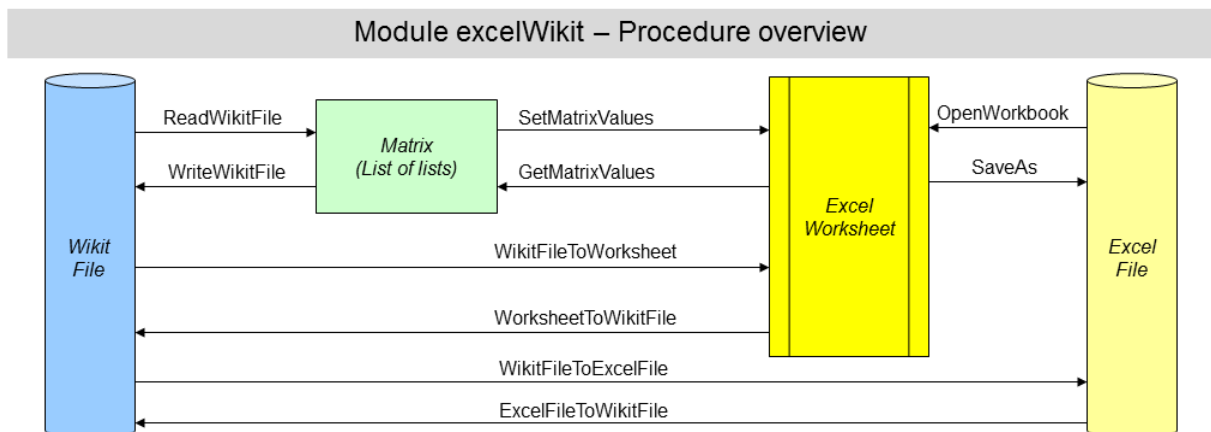 Module excelWikit – Procedure overview
ReadWikitFile
SetMatrixValues
OpenWorkbook
Matrix
(List of lists)
WriteWikitFile
GetMatrixValues
SaveAs
Excel
Worksheet
Wikit
File
WikitFileToWorksheet
Excel
File
WorksheetToWikitFile
WikitFileToExcelFile
ExcelFileToWikitFile